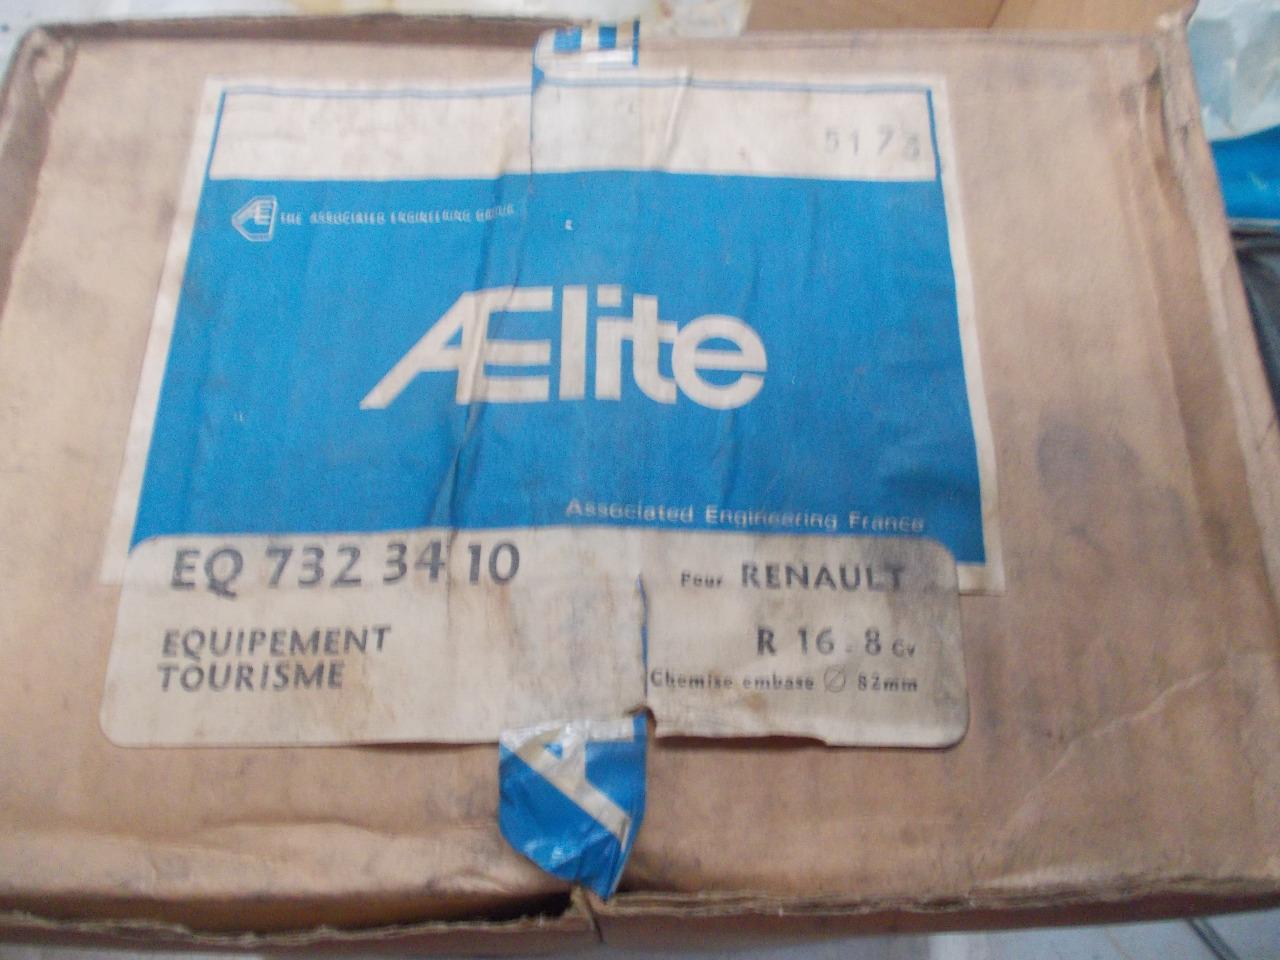 5173
AE THE ASSOCIATED ENGINEERING GROUP
AElite
Associated Engineering France
EQ 732 34 10
Pour RENAULT
EQUIPEMENT
TOURISME
R 16 - 8 CV
Chemise embase Ø 82mm